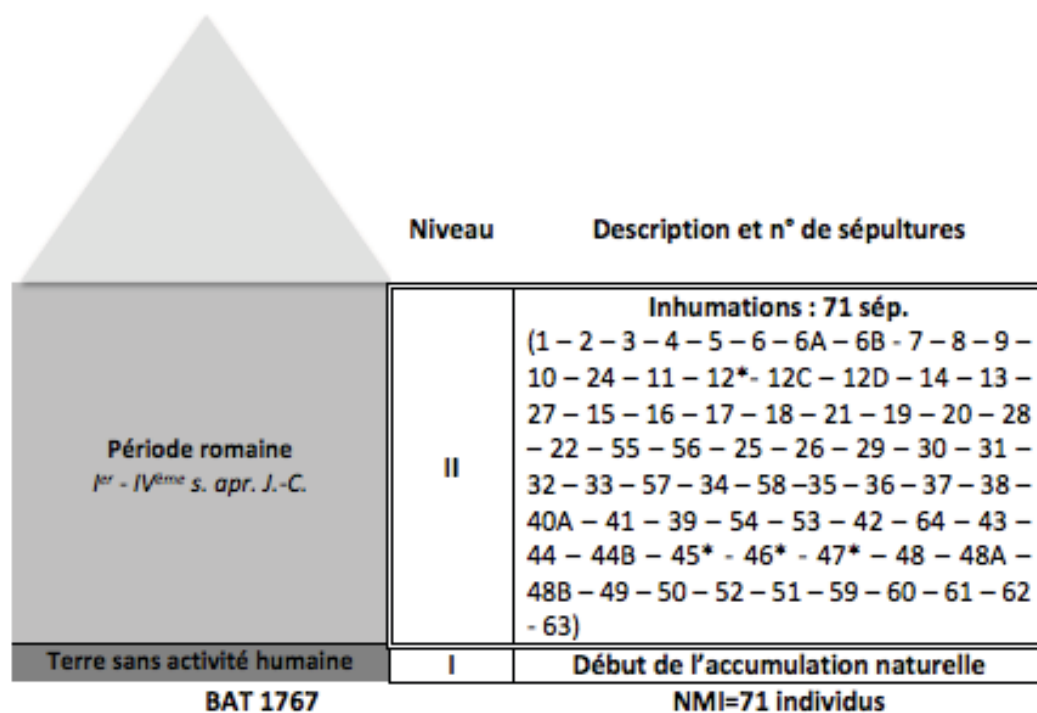 Niveau Description et n° de sépultures
Inhumations : 71 sép.
(1 – 2 – 3 – 4 – 5 – 6 – 6A – 6B - 7 – 8 – 9 –
10 – 24 – 11 – 12*- 12C – 12D – 14 – 13 –
27 – 15 – 16 – 17 – 18 – 21 – 19 – 20 – 28
– 22 – 55 – 56 – 25 – 26 – 29 – 30 – 31 –
32 – 33 – 57 – 34 – 58 –35 – 36 – 37 – 38 –
40A – 41 – 39 – 54 – 53 – 42 – 64 – 43 –
44 – 44B – 45* - 46* - 47* – 48 – 48A –
48B – 49 – 50 – 52 – 51 – 59 – 60 – 61 – 62
- 63)
Période romaine
Ier - IVème s. apr. J.-C.
II
Terre sans activité humaine I Début de l'accumulation naturelle
BAT 1767 NMI=71 individus